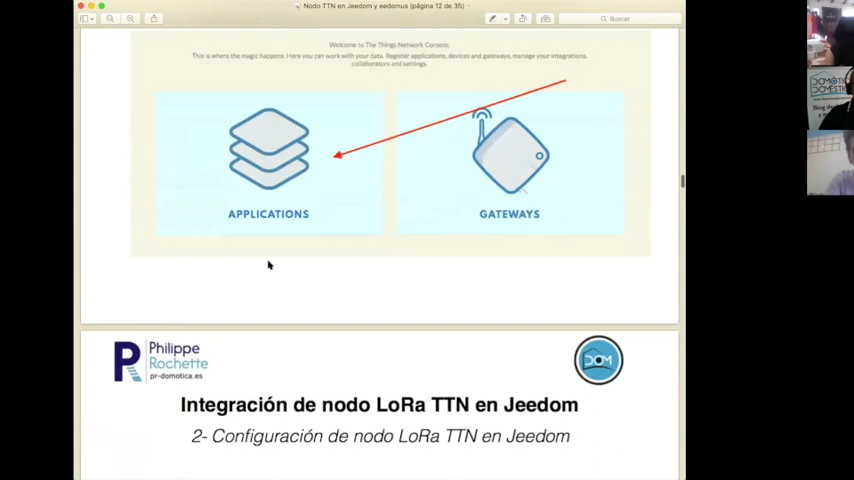 Nodo TTN en Jeedom y eedomus (página 12 de 35)
Buscar
Welcome to The Things Network Console.
This is where the magic happens. Here you can work with your data. Register applications, devices and gateways, manage your integrations,
collaborators and settings.
APPLICATIONS
GATEWAYS
DOMOTICA
DOMESTICA
Philippe
Rochette
pr-domotica.es
DOM
Integración de nodo LoRa TTN en Jeedom
2- Configuración de nodo LoRa TTN en Jeedom